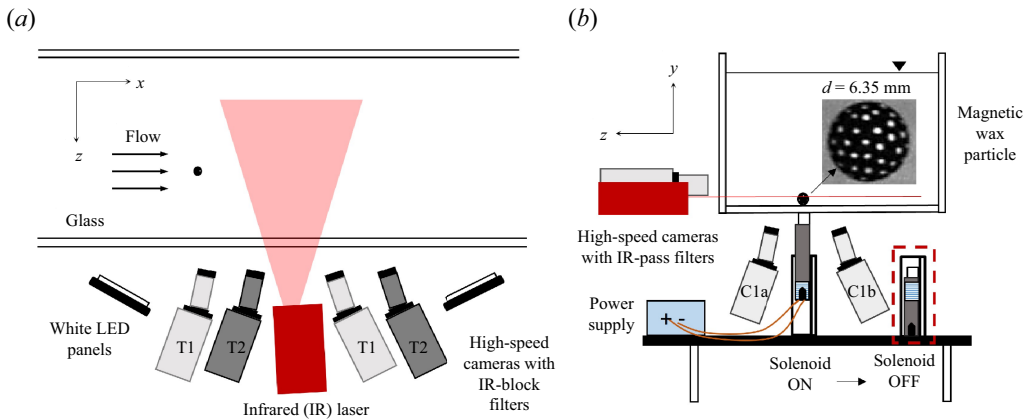 (a)
x
z
Flow
Glass
White LED
panels
T1
T2
T1
T2
Infrared (IR) laser
High-speed
cameras with
IR-block
filters
(b)
y
z
d = 6.35 mm
Magnetic
wax
particle
High-speed cameras
with IR-pass filters
C1a
C1b
Power
supply
+ -
Solenoid
ON
Solenoid
OFF